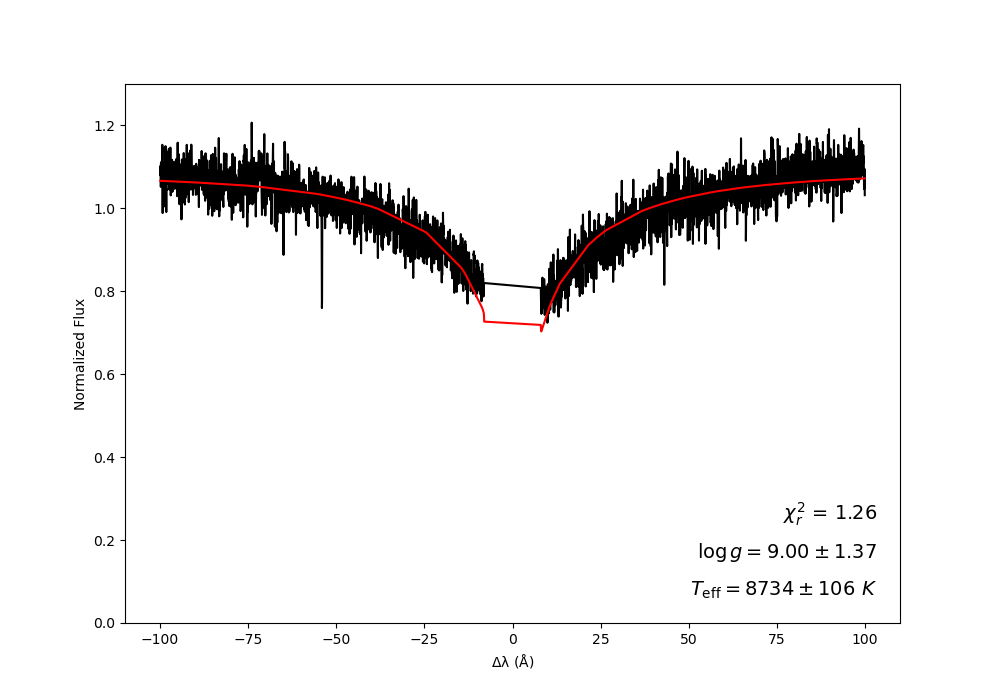 1.2
1.0
0.8
0.6
0.4
0.2
0.0
Normalized Flux
χ²ᵣ = 1.26
log g = 9.00 ± 1.37
T_eff = 8734 ± 106 K
−100 −75 −50 −25 0 25 50 75 100
Δλ (Å)